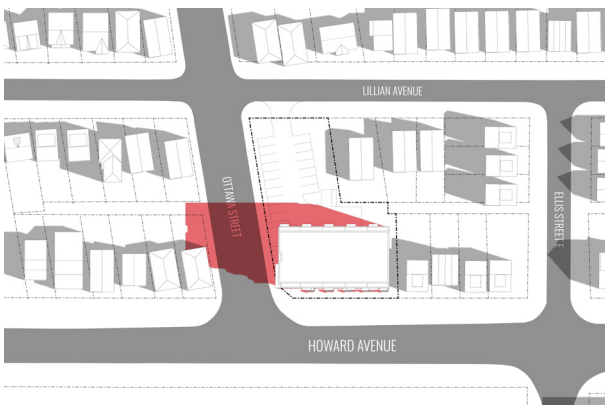 LILLIAN AVENUE
OTTAWA STREET
ELLIS STREET E
HOWARD AVENUE